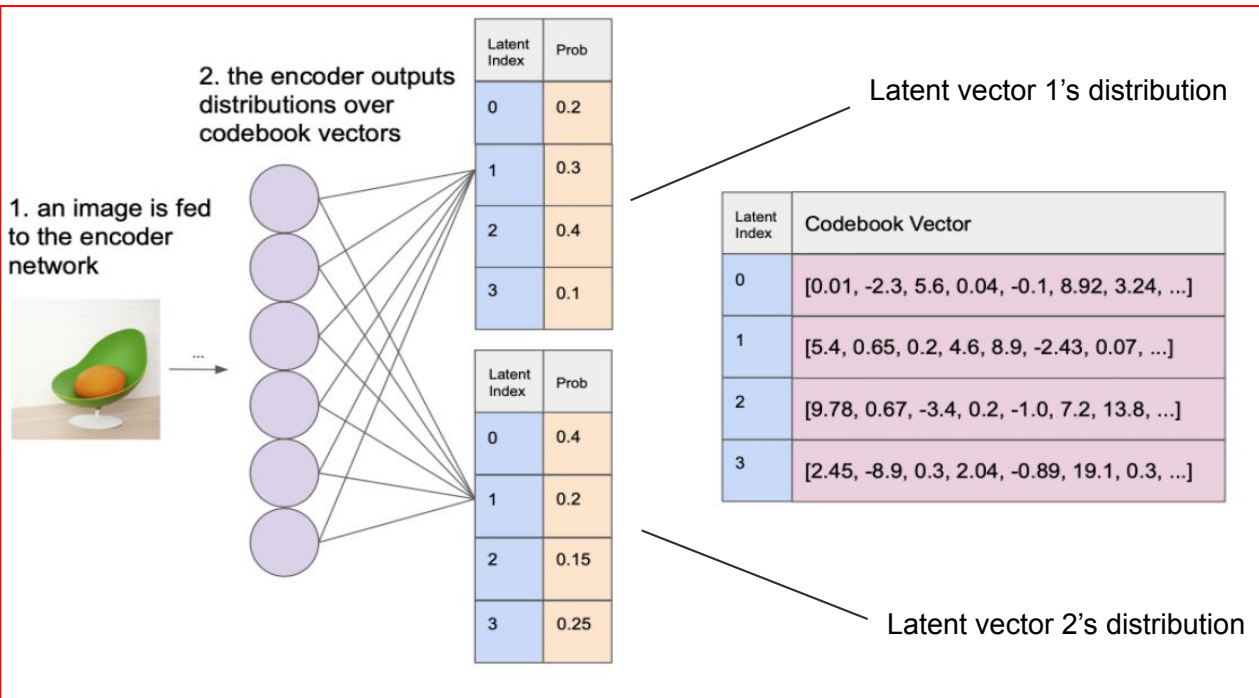 1. an image is fed
to the encoder
network
...
2. the encoder outputs
distributions over
codebook vectors
Latent Index Prob
0 0.2
1 0.3
2 0.4
3 0.1
Latent Index Prob
0 0.4
1 0.2
2 0.15
3 0.25
Latent vector 1’s distribution
Latent Index Codebook Vector
0 [0.01, -2.3, 5.6, 0.04, -0.1, 8.92, 3.24, ...]
1 [5.4, 0.65, 0.2, 4.6, 8.9, -2.43, 0.07, ...]
2 [9.78, 0.67, -3.4, 0.2, -1.0, 7.2, 13.8, ...]
3 [2.45, -8.9, 0.3, 2.04, -0.89, 19.1, 0.3, ...]
Latent vector 2’s distribution